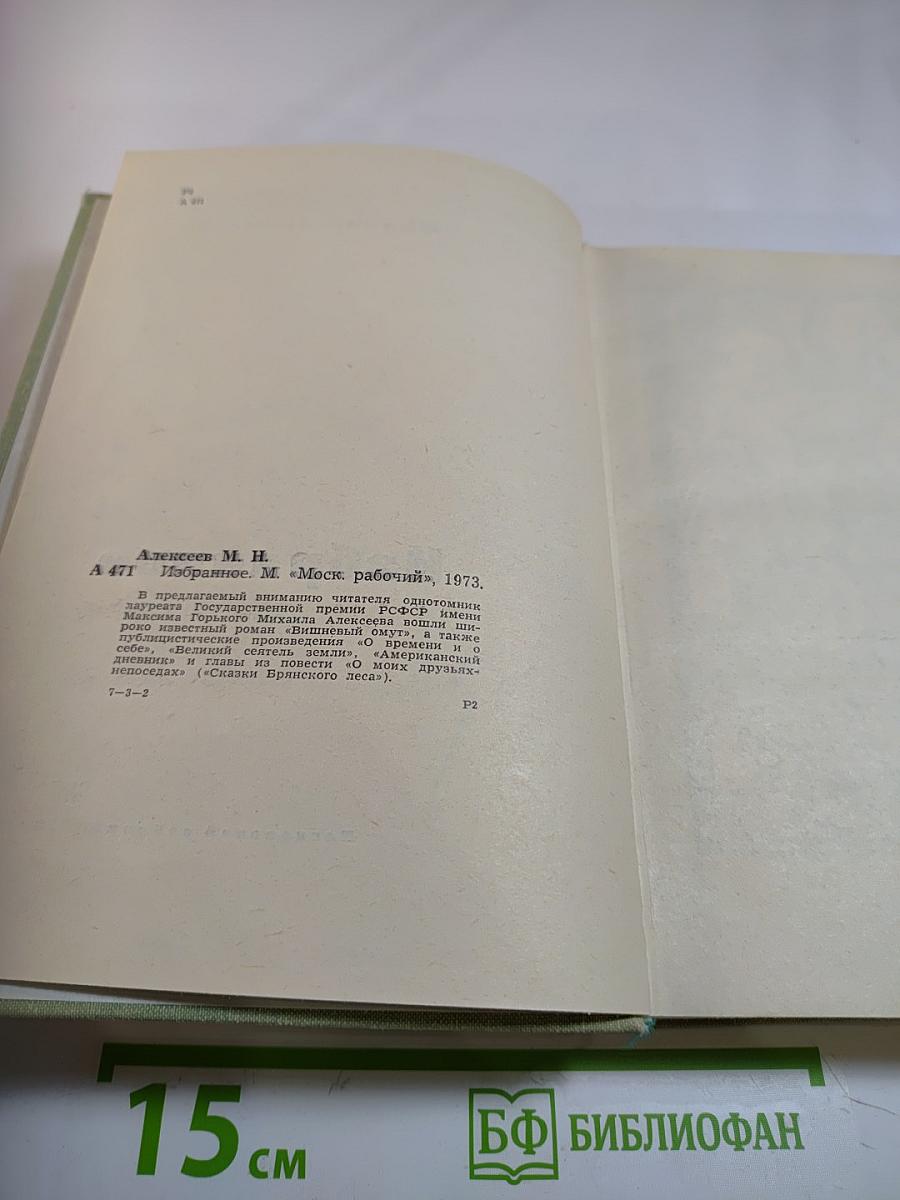 Р2
А 471
Алексеев М. Н.
А 471 Избранное. М. «Моск. рабочий», 1973.
В предлагаемый вниманию читателя однотомник
лауреата Государственной премии РСФСР имени
Максима Горького Михаила Алексеева вошли ши-
роко известный роман «Вишневый омут», а также
публицистические произведения «О времени и о
себе», «Великий сеятель земли», «Американский
дневник» и главы из повести «О моих друзьях-
непоседах» («Сказки Брянского леса»).
7—3—2
Р2
15 см
БФ БИБЛИОФАН